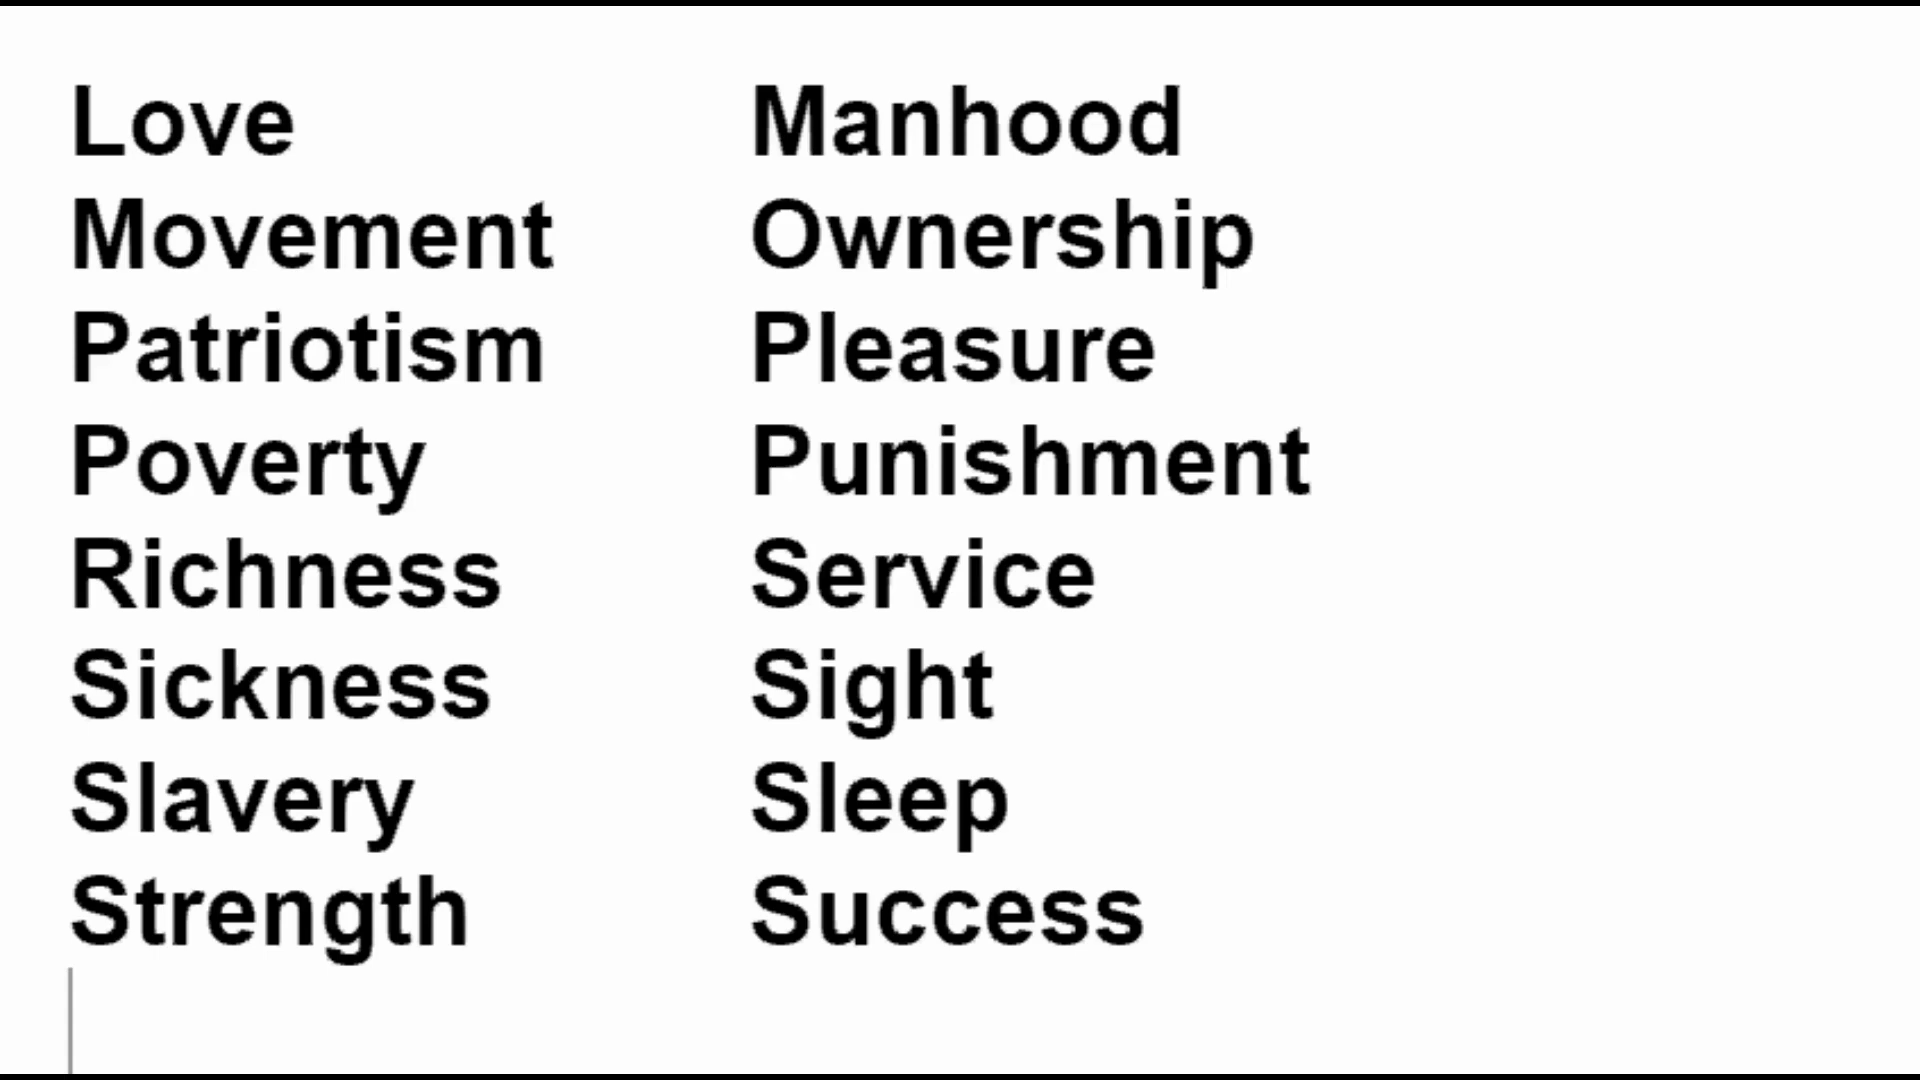 Love Manhood
Movement Ownership
Patriotism Pleasure
Poverty Punishment
Richness Service
Sickness Sight
Slavery Sleep
Strength Success